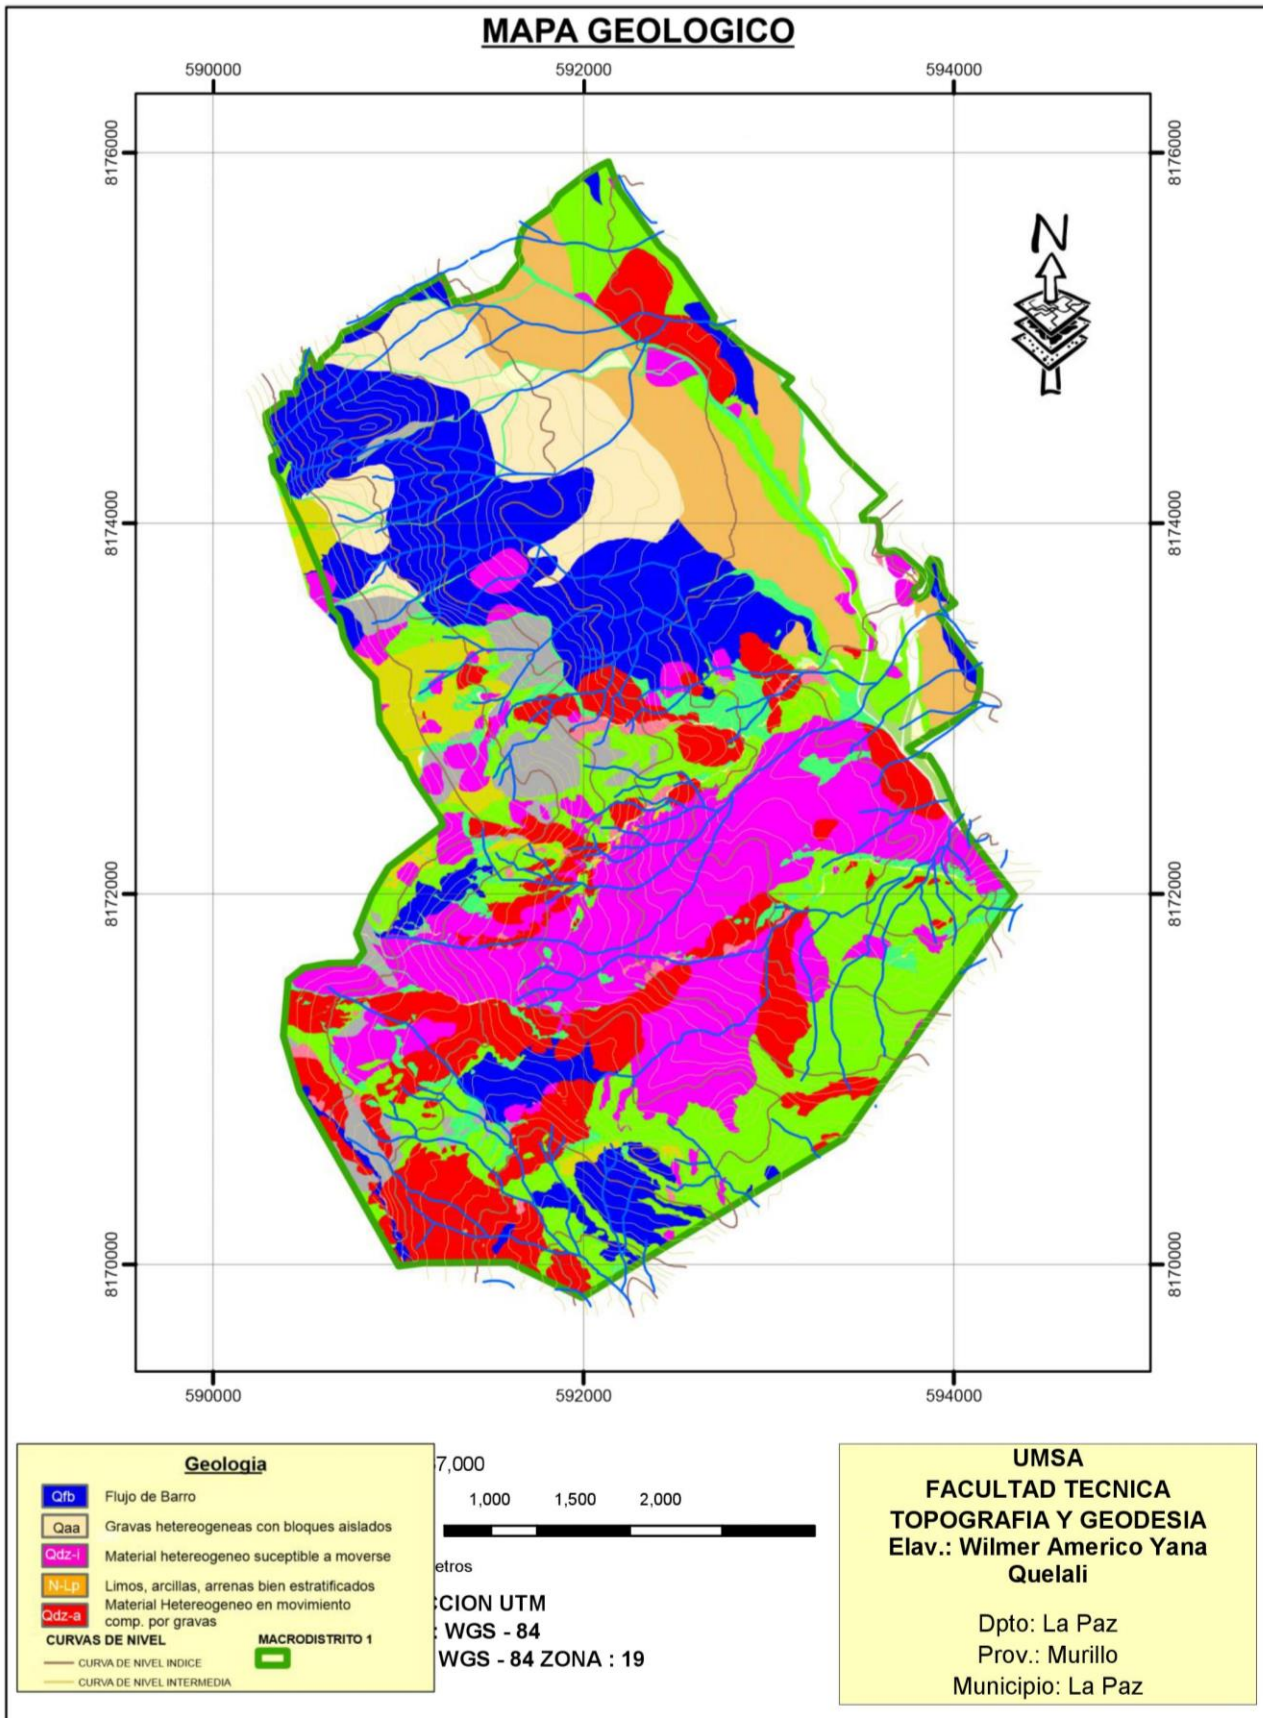 MAPA GEOLOGICO
590000
592000
594000
8176000
8176000
N
8174000
8174000
8172000
8172000
8170000
8170000
590000
592000
594000
Geologia
Qfb Flujo de Barro
Qaa Gravas hetereogeneas con bloques aislados
Qdz-i Material hetereogeneo suceptible a moverse
N-Lp Limos, arcillas, arrenas bien estratificados
Qdz-a Material Hetereogeneo en movimiento
comp. por gravas
CURVAS DE NIVEL
MACRODISTRITO 1
CURVA DE NIVEL INDICE
CURVA DE NIVEL INTERMEDIA
7,000
1,000 1,500 2,000
etros
CCION UTM
: WGS - 84
WGS - 84 ZONA : 19
UMSA
FACULTAD TECNICA
TOPOGRAFIA Y GEODESIA
Elav.: Wilmer Americo Yana
Quelali
Dpto: La Paz
Prov.: Murillo
Municipio: La Paz